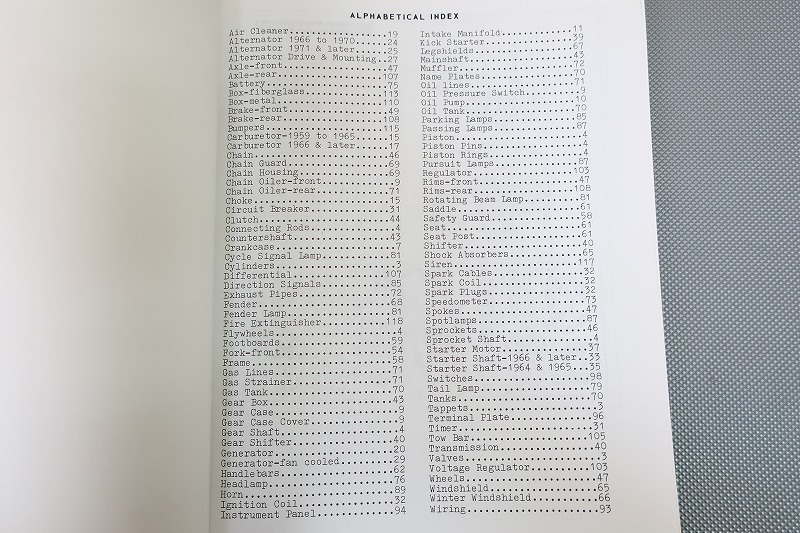 ALPHABETICAL INDEX
Air Cleaner..................19
Alternator 1966 to 1970......24
Alternator 1971 & later......25
Alternator Drive & Mounting..27
Axle-front...................47
Axle-rear...................107
Battery......................75
Box-fiberglass..............113
Box-metal...................110
Brake-front..................49
Brake-rear..................108
Bumpers.....................115
Carburetor-1959 to 1965......15
Carburetor 1966 & later......17
Chain........................46
Chain Guard..................69
Chain Housing................69
Chain Oiler-front.............9
Chain Oiler-rear.............71
Choke........................15
Circuit Breaker..............31
Clutch.......................44
Connecting Rods...............4
Countershaft.................43
Crankcase.....................7
Cycle Signal Lamp............81
Cylinders.....................3
Differential................107
Direction Signals............85
Exhaust Pipes................72
Fender.......................68
Fender Lamp..................81
Fire Extinguisher...........118
Flywheels.....................4
Footboards...................59
Fork-front...................54
Frame........................58
Gas Lines....................71
Gas Strainer.................71
Gas Tank.....................70
Gear Box.....................43
Gear Case.....................9
Gear Case Cover...............9
Gear Shaft....................4
Gear Shifter.................40
Generator....................20
Generator-fan cooled.........29
Handlebars...................62
Headlamp.....................76
Horn.........................89
Ignition Coil................32
Instrument Panel.............94
Intake Manifold..............11
Kick Starter.................39
Legshields...................67
Mainshaft....................43
Muffler......................72
Name Plates..................70
Oil lines....................71
Oil Pressure Switch...........9
Oil Pump.....................10
Oil Tank.....................70
Parking Lamps................85
Passing Lamps................87
Piston........................4
Piston Pins...................4
Piston Rings..................4
Pursuit Lamps................87
Regulator...................103
Rims-front...................47
Rims-rear...................108
Rotating Beam Lamp...........81
Saddle.......................61
Safety Guard.................58
Seat.........................61
Seat Post....................61
Shifter......................40
Shock Absorbers..............65
Siren.......................117
Spark Cables.................32
Spark Coil...................32
Spark Plugs..................32
Speedometer..................73
Spokes.......................47
Spotlamps....................87
Sprockets....................46
Sprocket Shaft................4
Starter Motor................37
Starter Shaft-1966 & later...33
Starter Shaft-1964 & 1965....35
Switches.....................98
Tail Lamp....................79
Tanks........................70
Tappets.......................3
Terminal Plate...............96
Timer........................31
Tow Bar.....................105
Transmission.................40
Valves........................3
Voltage Regulator...........103
Wheels.......................47
Windshield...................65
Winter Windshield............66
Wiring.......................93